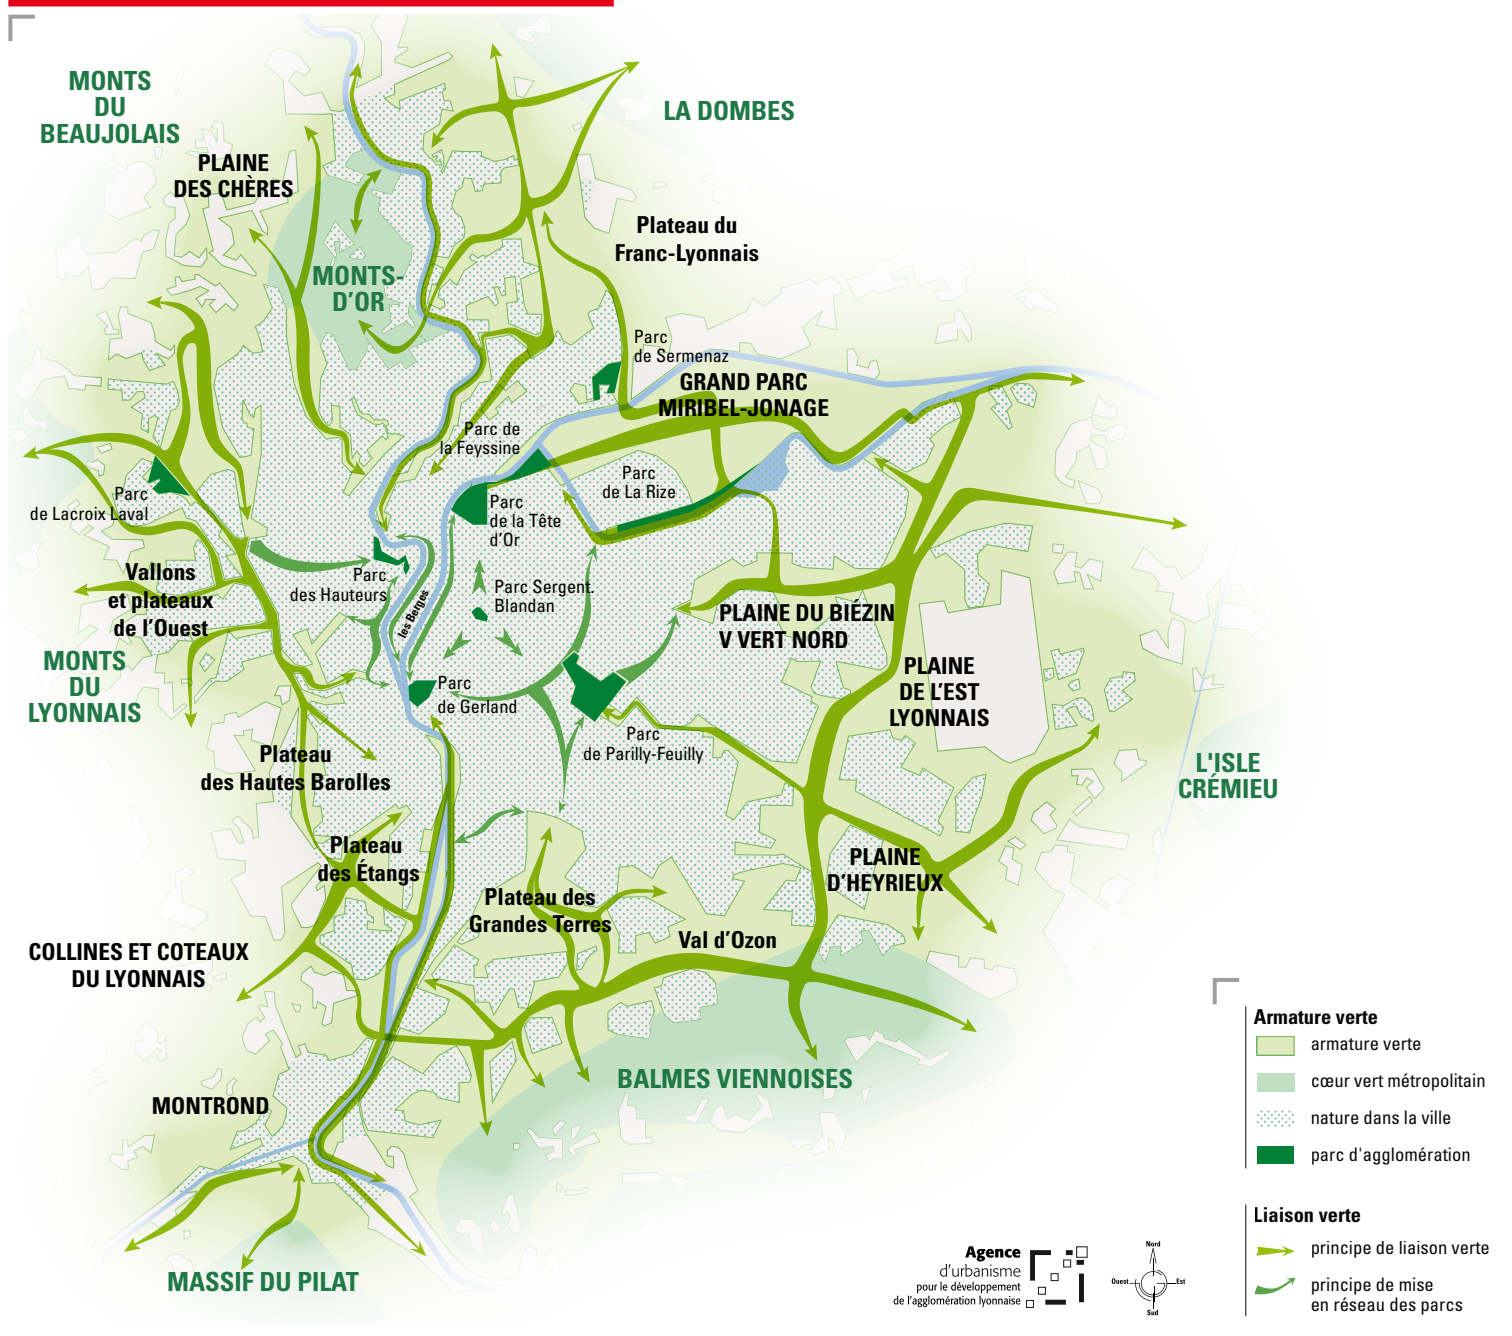 MONTS
DU
BEAUJOLAIS
LA DOMBES
PLAINE
DES CHÈRES
Plateau du
Franc-Lyonnais
MONTS-
D'OR
Parc
de Sermenaz
GRAND PARC
MIRIBEL-JONAGE
Parc de
la Feyssine
Parc
de La Rize
Parc
de Lacroix Laval
Parc
de la Tête
d'Or
Parc
des Hauteurs
Parc Sergent.
Blandan
les Berges
Vallons
et plateaux
de l'Ouest
PLAINE DU BIÉZIN
V VERT NORD
MONTS
DU
LYONNAIS
PLAINE
DE L'EST
LYONNAIS
Parc
de Gerland
Parc
de Parilly-Feuilly
Plateau
des Hautes Barolles
L'ISLE
CRÉMIEU
Plateau
des Étangs
PLAINE
D'HEYRIEUX
Plateau des
Grandes Terres
Val d'Ozon
COLLINES ET COTEAUX
DU LYONNAIS
BALMES VIENNOISES
MONTROND
MASSIF DU PILAT
Armature verte
armature verte
cœur vert métropolitain
nature dans la ville
parc d'agglomération
Liaison verte
principe de liaison verte
principe de mise
en réseau des parcs
Agence
d'urbanisme
pour le développement
de l'agglomération lyonnaise
Nord
Ouest
Est
Sud